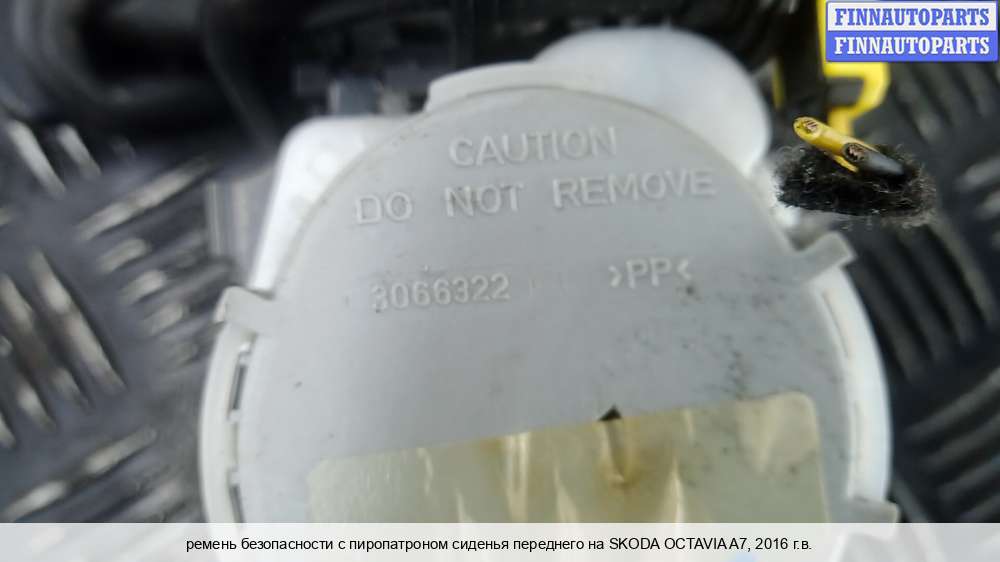 FINNAUTOPARTS
FINNAUTOPARTS
CAUTION
DO NOT REMOVE
3066322 >PP<
ремень безопасности с пиропатроном сиденья переднего на SKODA OCTAVIA A7, 2016 г.в.